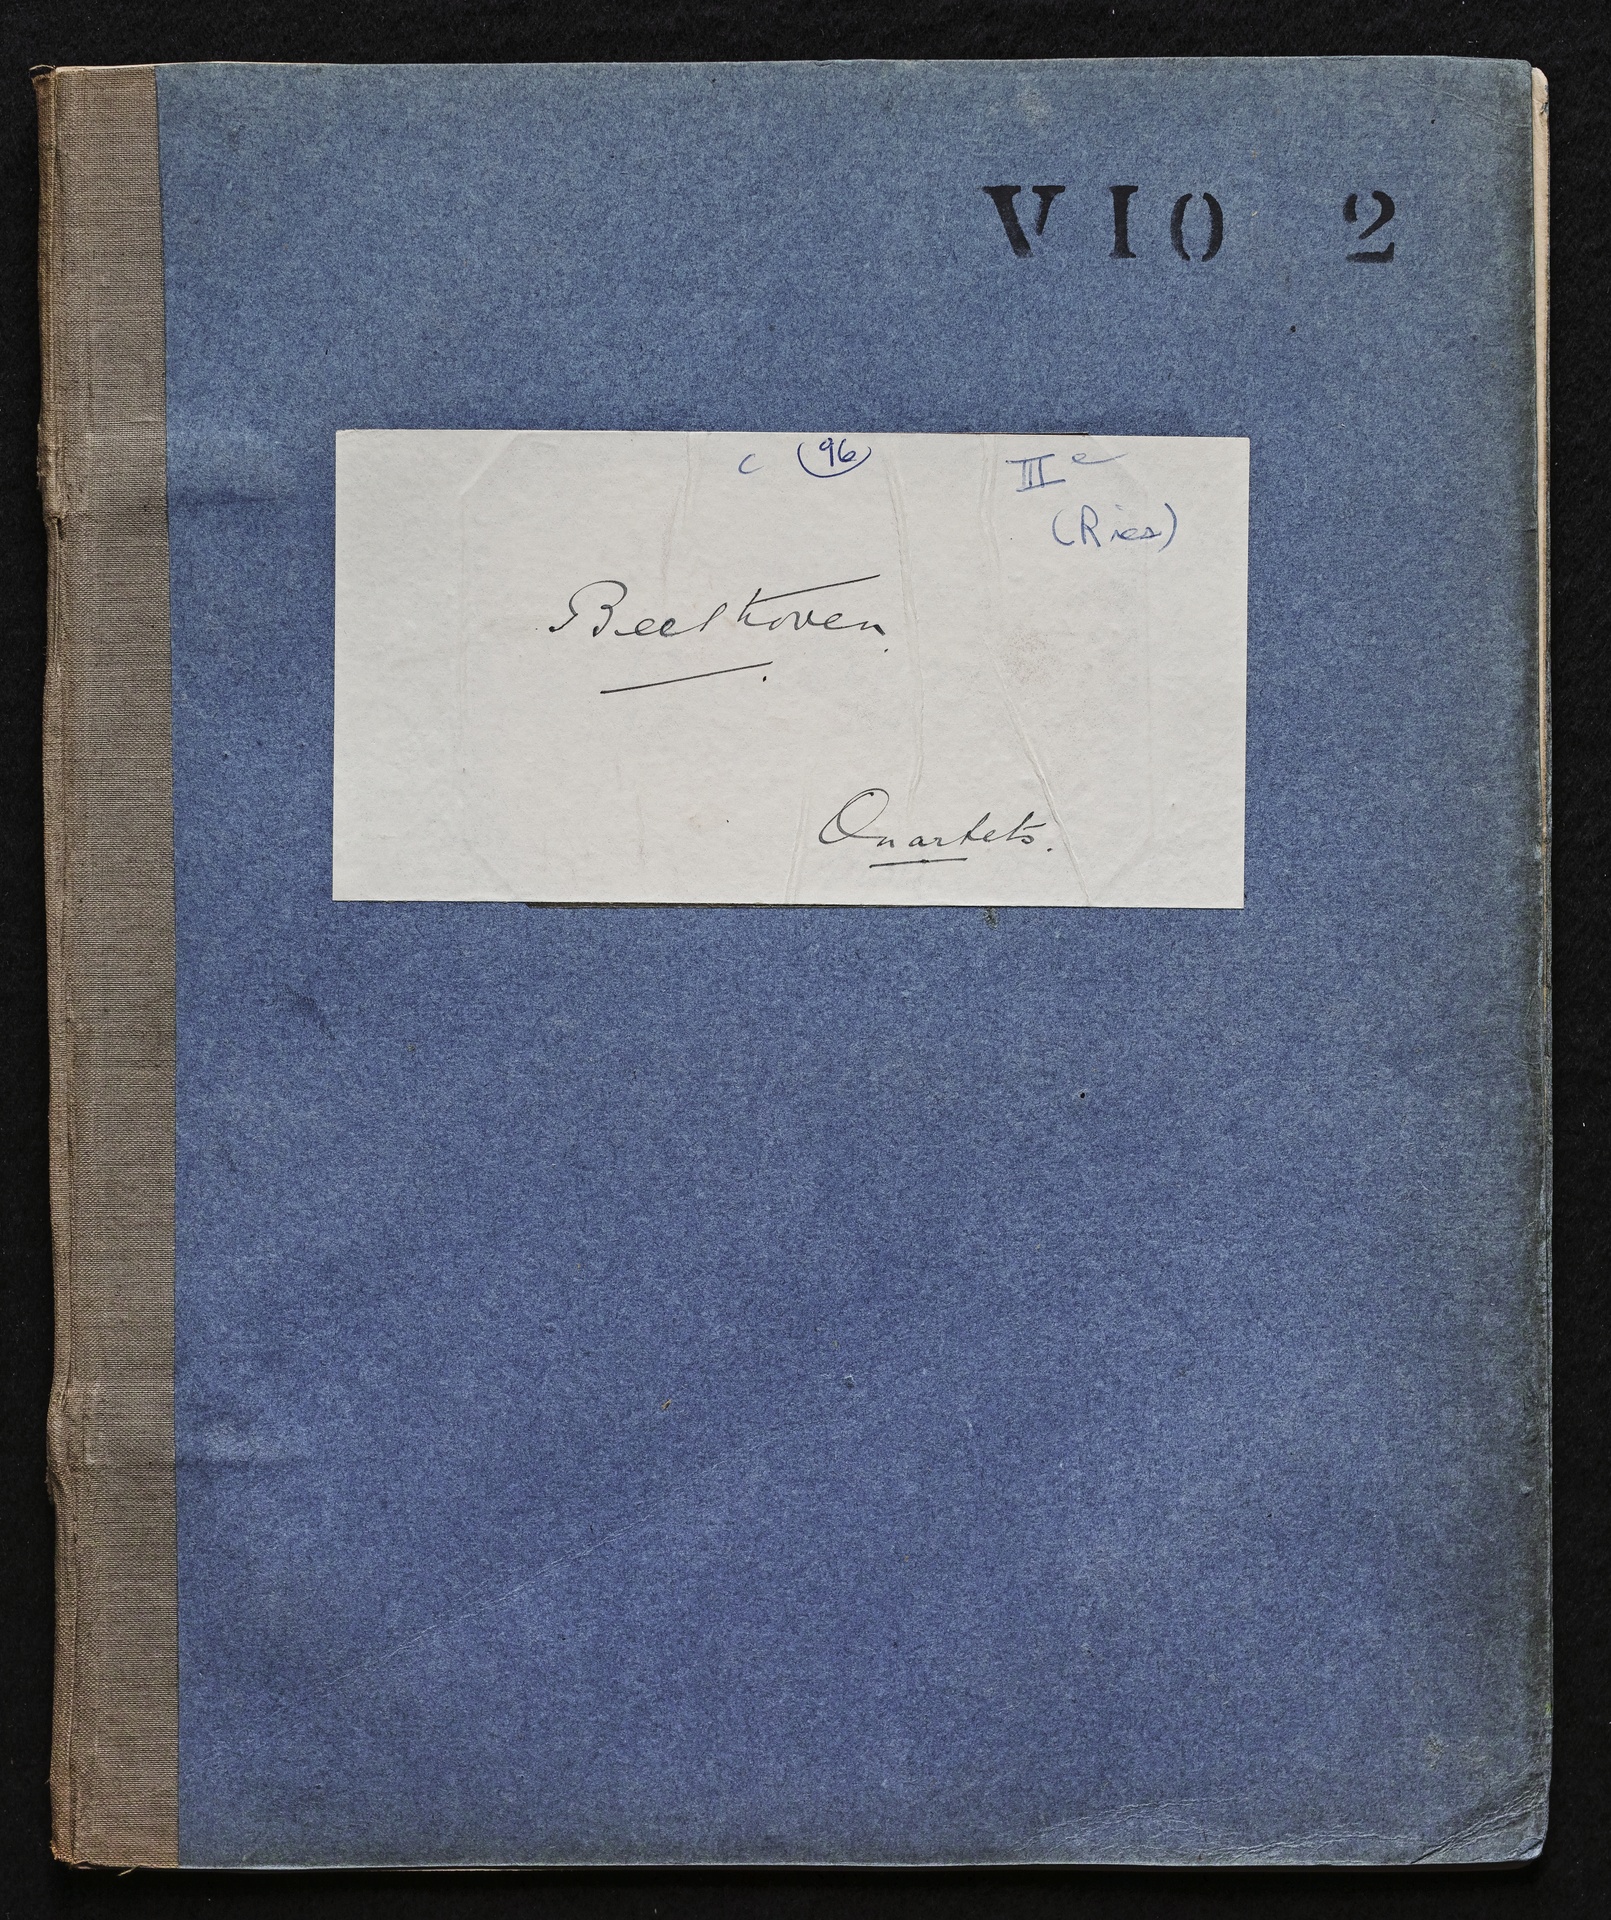 VIO 2
c 96 III e
(Ries)
Beethoven.
Quartets.